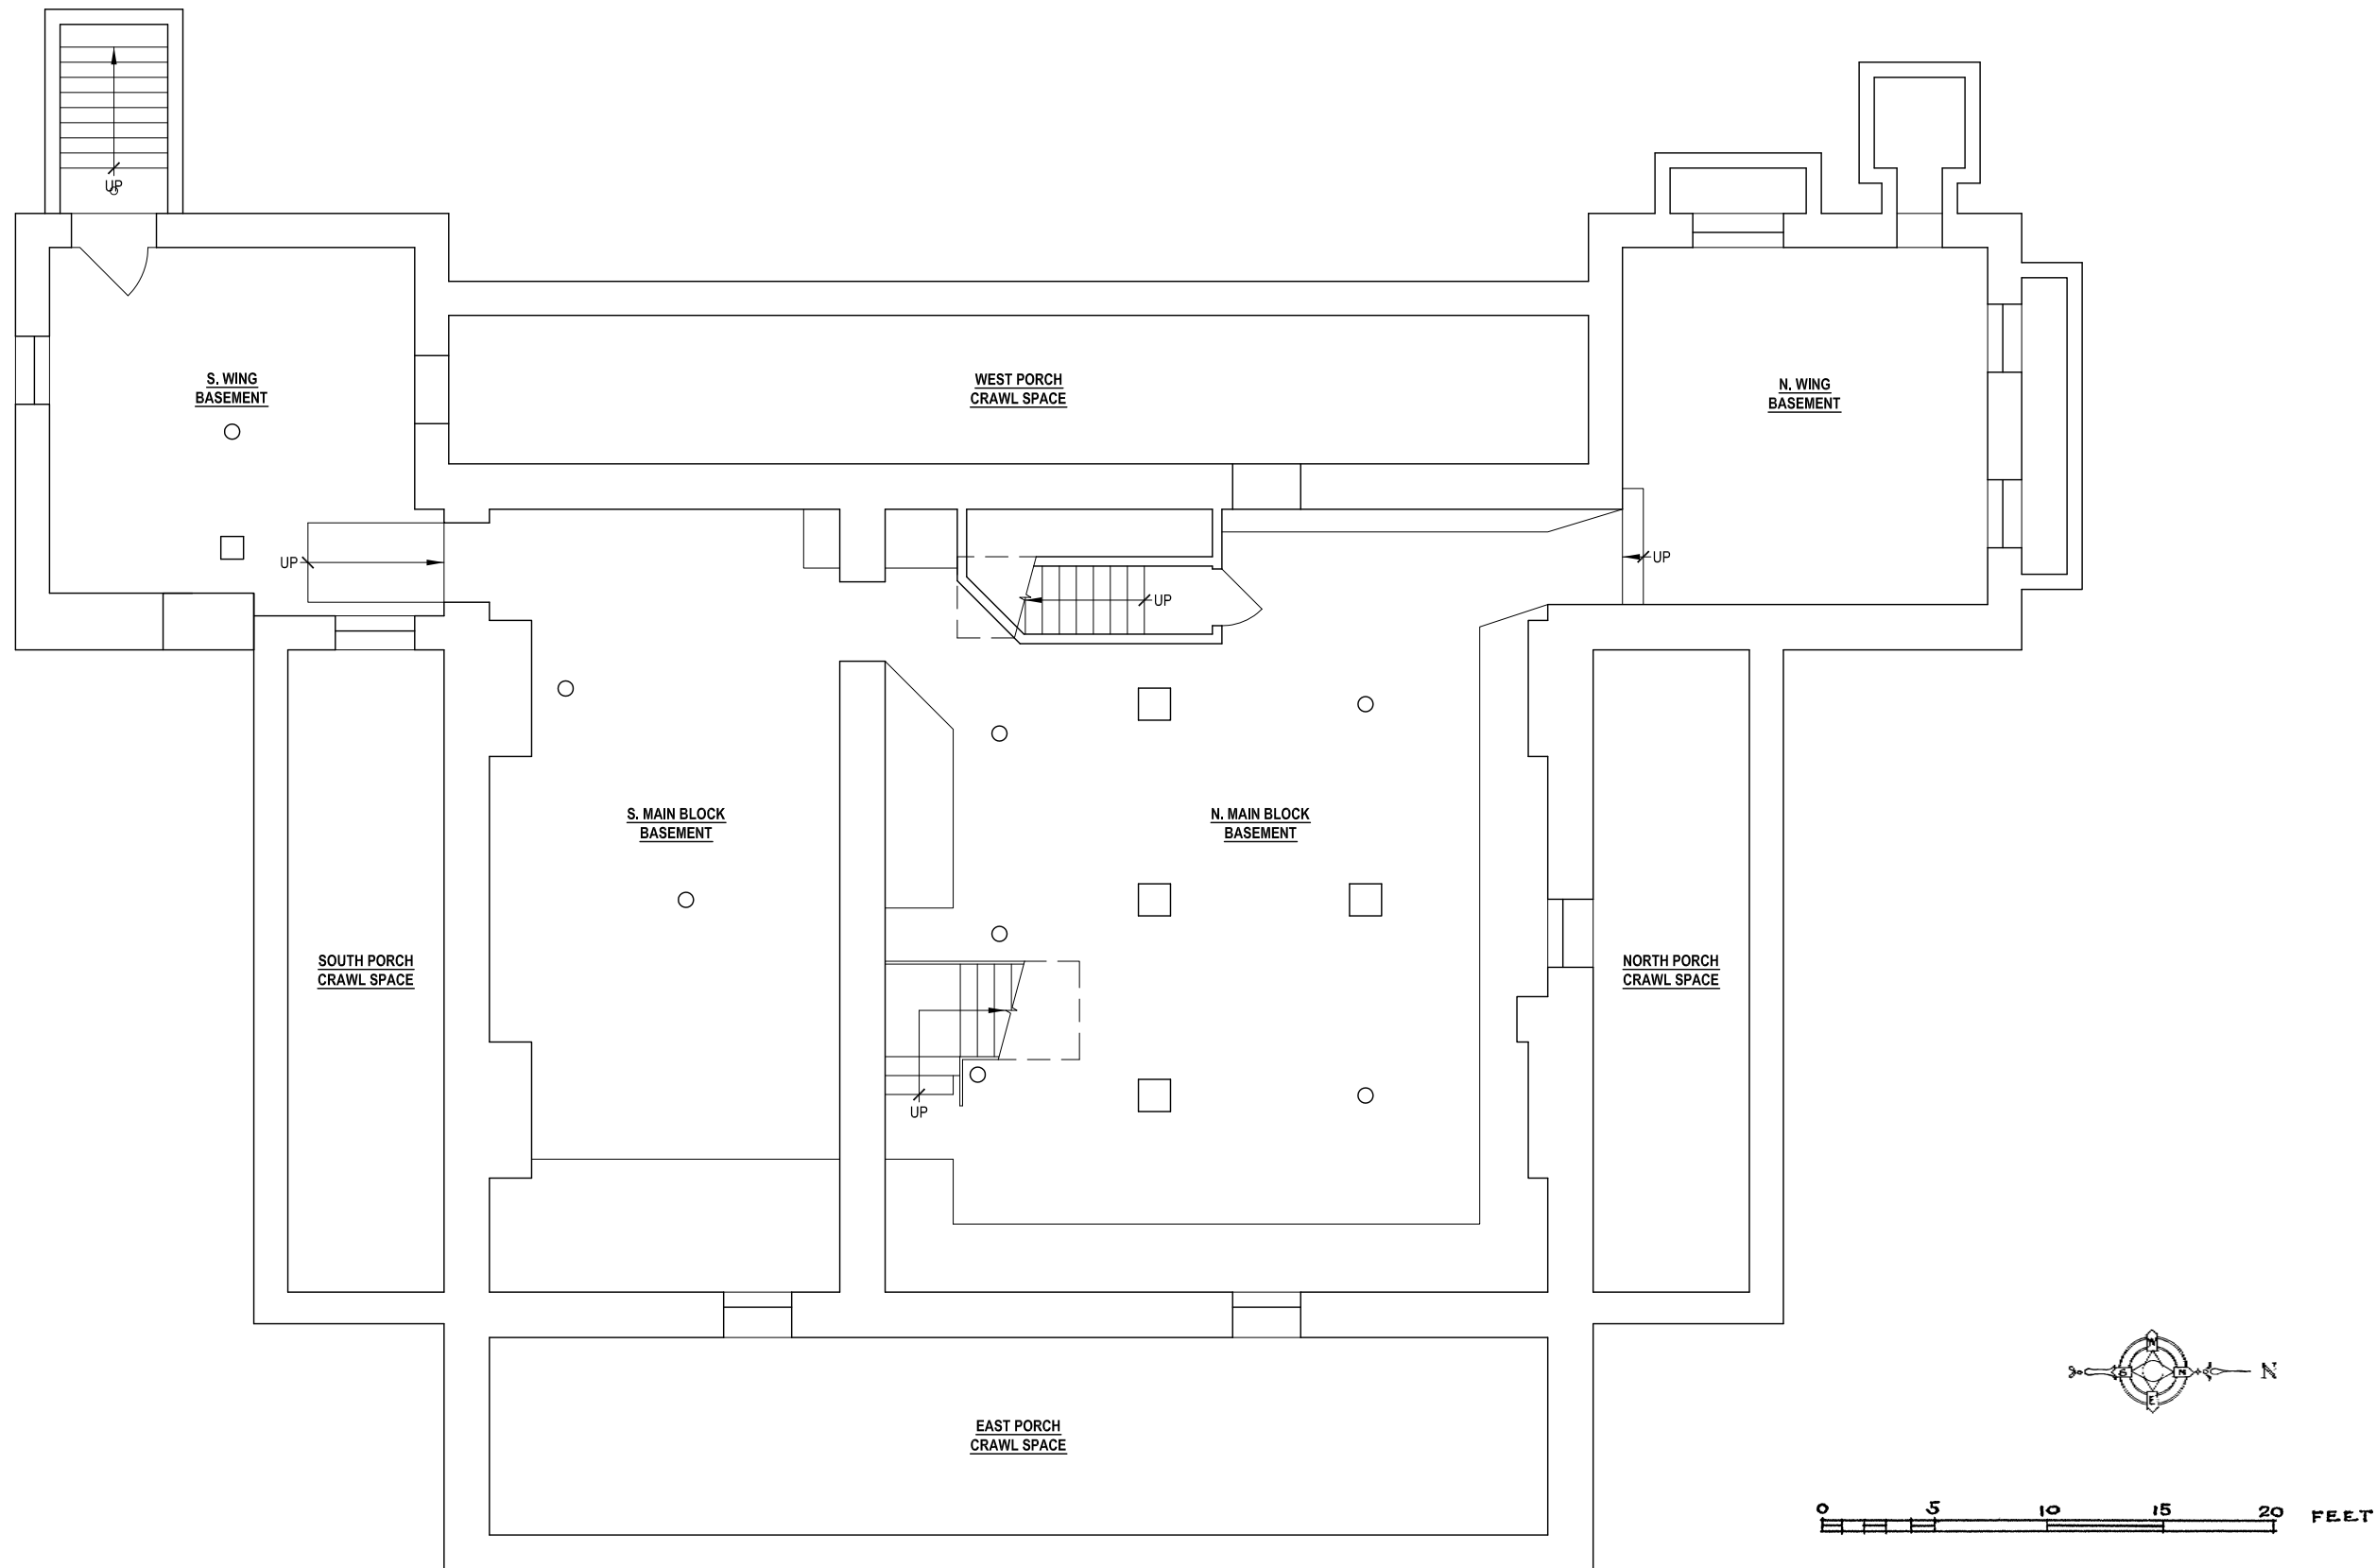 UP
S. WING
BASEMENT
WEST PORCH
CRAWL SPACE
N. WING
BASEMENT
UP
UP
UP
S. MAIN BLOCK
BASEMENT
N. MAIN BLOCK
BASEMENT
SOUTH PORCH
CRAWL SPACE
NORTH PORCH
CRAWL SPACE
UP
EAST PORCH
CRAWL SPACE
S N N
E
0 5 10 15 20 FEET